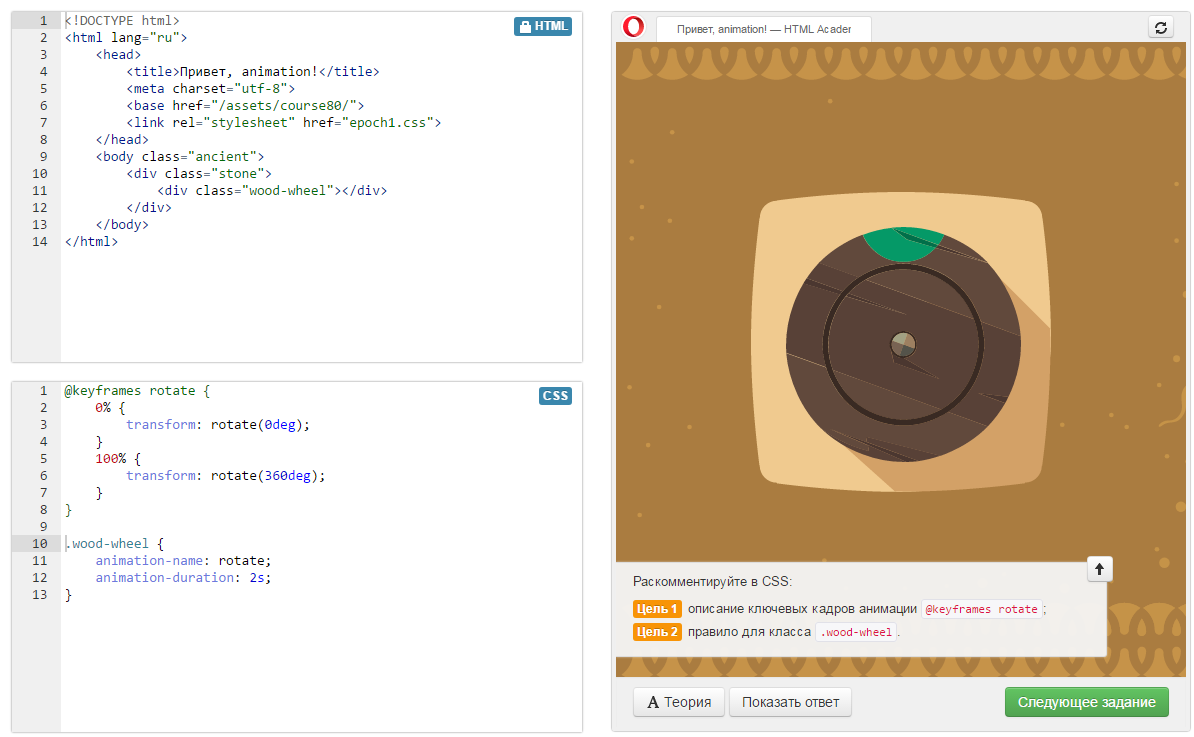 1 <!DOCTYPE html>
2 <html lang="ru">
3 <head>
4 <title>Привет, animation!</title>
5 <meta charset="utf-8">
6 <base href="/assets/course80/">
7 <link rel="stylesheet" href="epoch1.css">
8 </head>
9 <body class="ancient">
10 <div class="stone">
11 <div class="wood-wheel"></div>
12 </div>
13 </body>
14 </html>
HTML
1 @keyframes rotate {
2 0% {
3 transform: rotate(0deg);
4 }
5 100% {
6 transform: rotate(360deg);
7 }
8 }
9
10 .wood-wheel {
11 animation-name: rotate;
12 animation-duration: 2s;
13 }
CSS
Привет, animation! — HTML Acader
Раскомментируйте в CSS:
Цель 1 описание ключевых кадров анимации @keyframes rotate;
Цель 2 правило для класса .wood-wheel.
A Теория
Показать ответ
Следующее задание